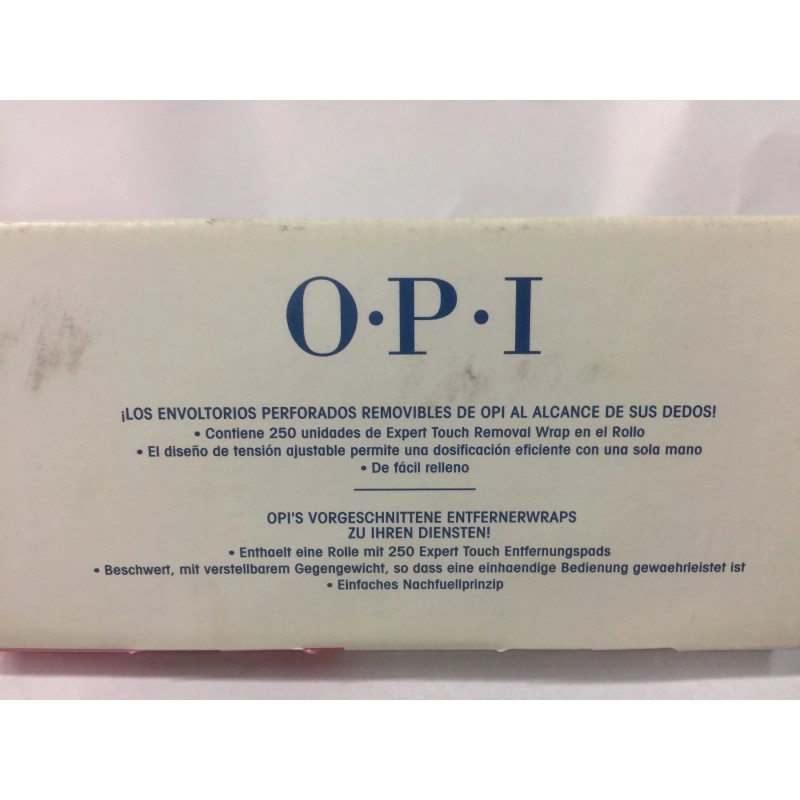 O·P·I
¡LOS ENVOLTORIOS PERFORADOS REMOVIBLES DE OPI AL ALCANCE DE SUS DEDOS!
• Contiene 250 unidades de Expert Touch Removal Wrap en el Rollo
• El diseño de tensión ajustable permite una dosificación eficiente con una sola mano
• De fácil relleno
OPI'S VORGESCHNITTENE ENTFERNERWRAPS
ZU IHREN DIENSTEN!
• Enthaelt eine Rolle mit 250 Expert Touch Entfernungspads
• Beschwert, mit verstellbarem Gegengewicht, so dass eine einhaendige Bedienung gewaehrleistet ist
• Einfaches Nachfuellprinzip